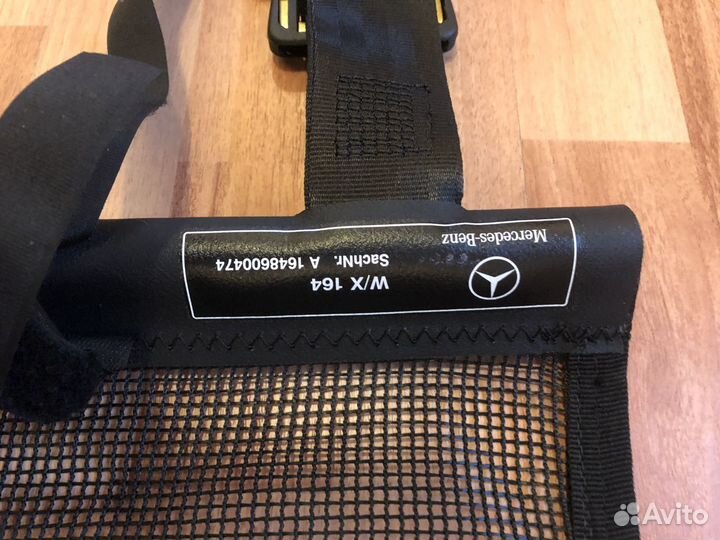 Mercedes-Benz
SachNr. A 1648600474
W/X 164
Avito